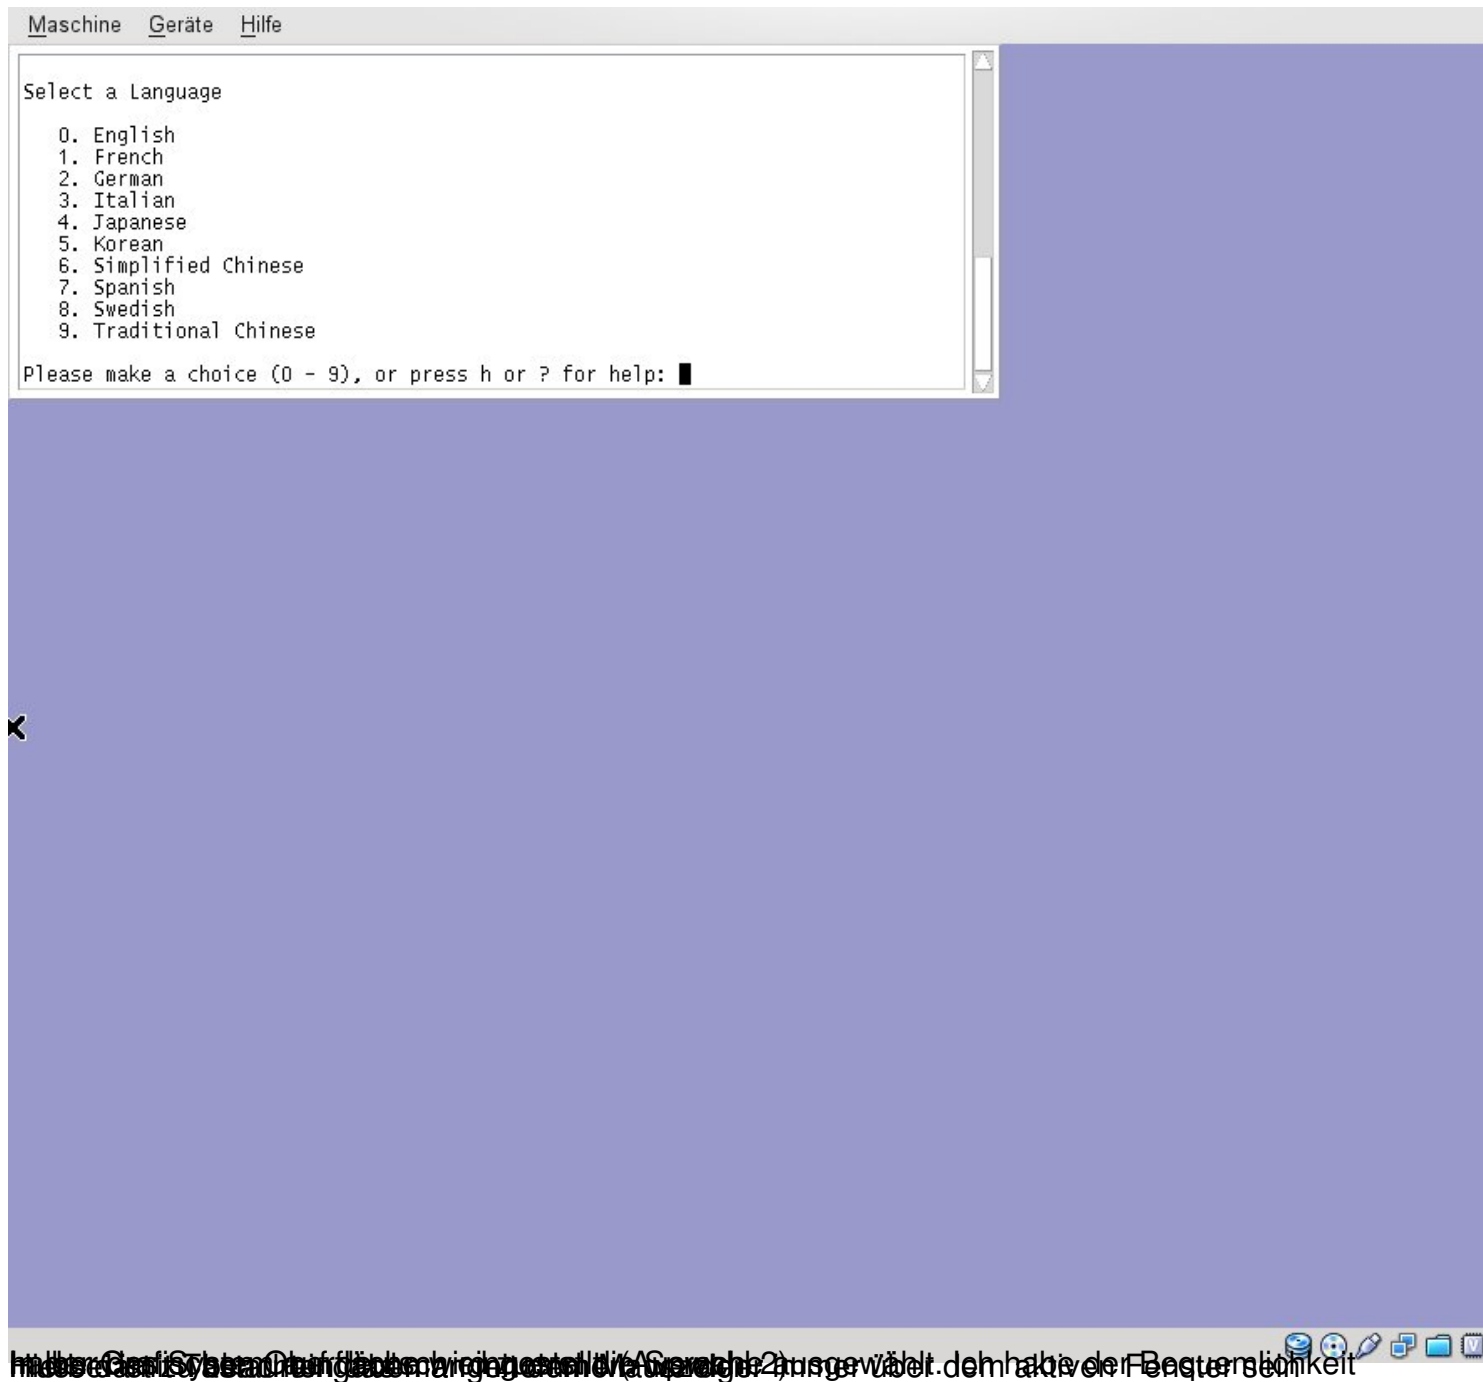 Maschine Geräte Hilfe
Select a Language
0. English
1. French
2. German
3. Italian
4. Japanese
5. Korean
6. Simplified Chinese
7. Spanish
8. Swedish
9. Traditional Chinese
Please make a choice (0 - 9), or press h or ? for help: